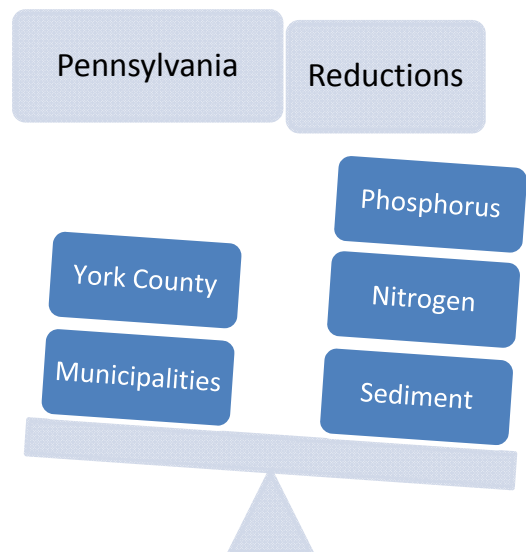 Pennsylvania
Reductions
York County
Municipalities
Phosphorus
Nitrogen
Sediment